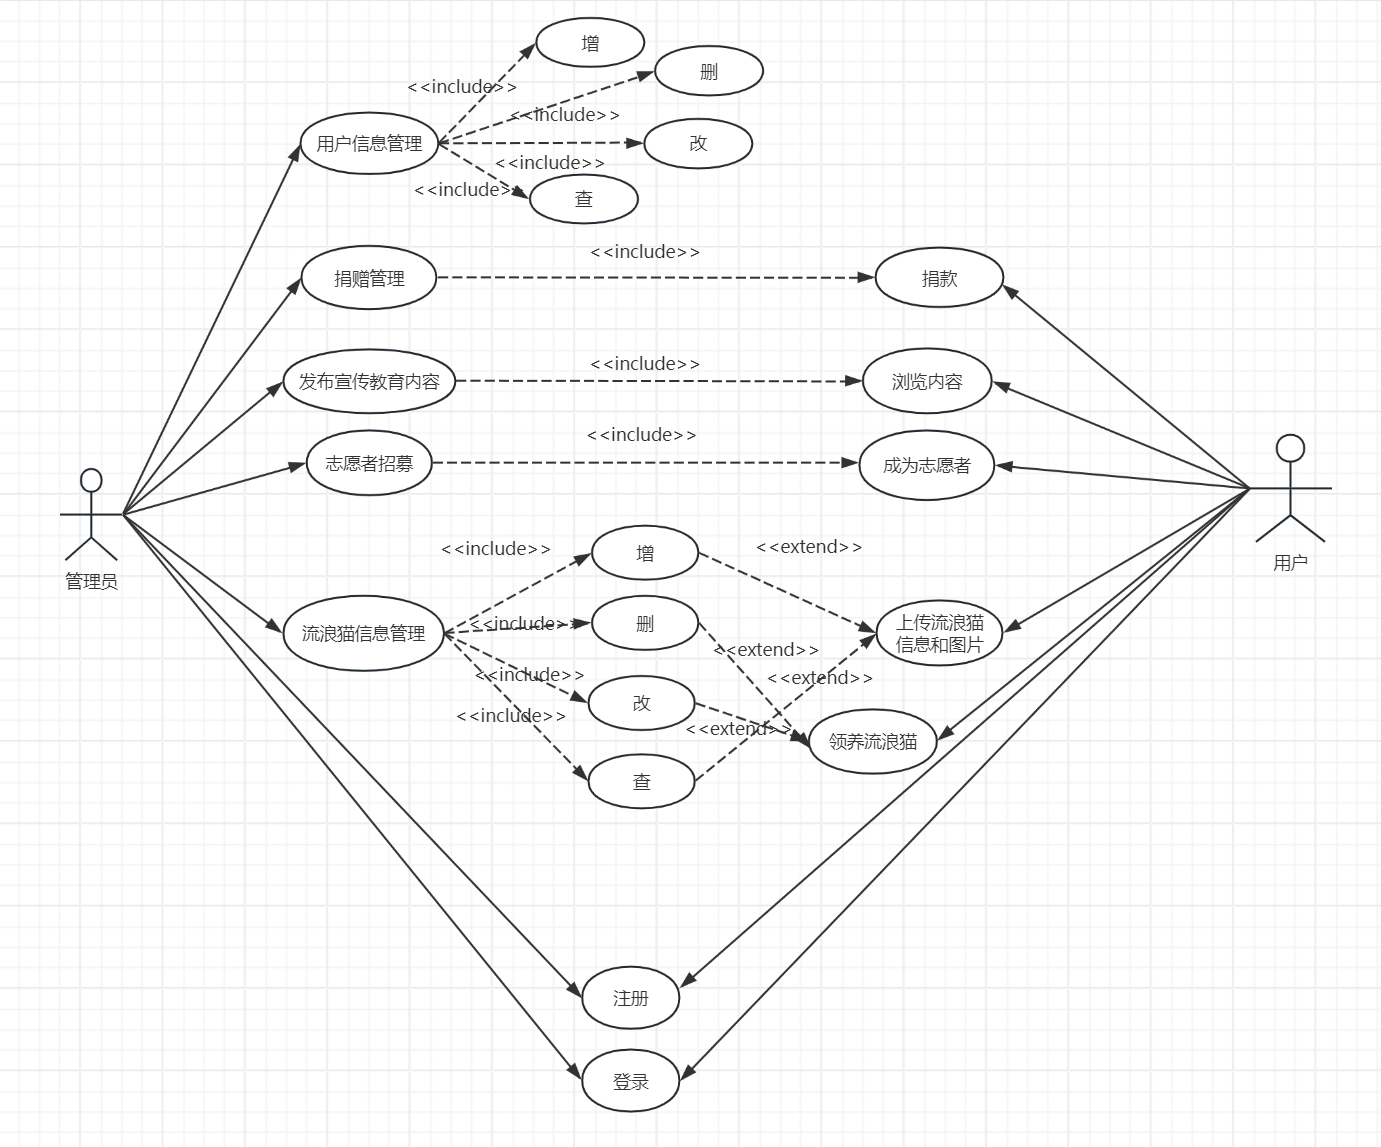 增
删
<<include>>
<<include>>
用户信息管理
改
<<include>>
<<include>>
查
<<include>>
捐赠管理
捐款
<<include>>
发布宣传教育内容
浏览内容
<<include>>
志愿者招募
成为志愿者
管理员
用户
<<include>>
增
<<extend>>
流浪猫信息管理
<<include>>
删
上传流浪猫
信息和图片
<<extend>>
<<include>>
<<extend>>
改
<<include>>
<<extend>>
领养流浪猫
查
注册
登录